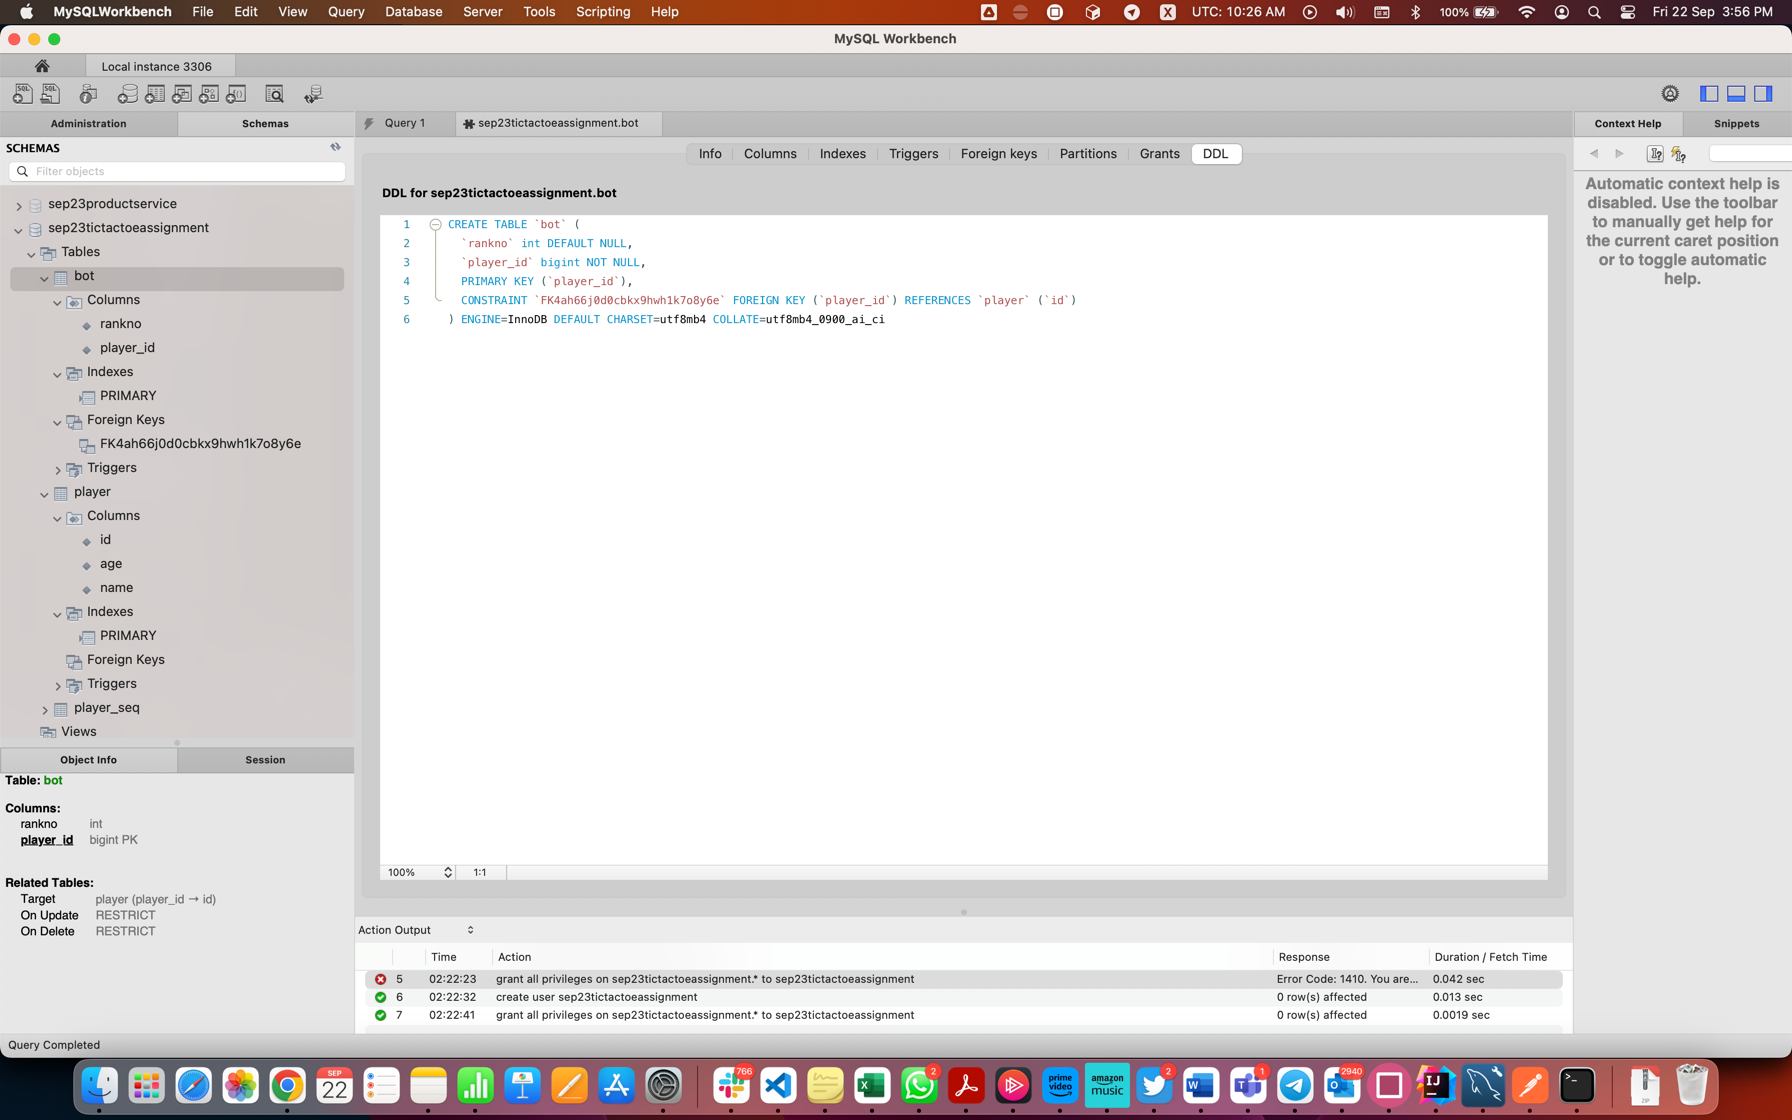 MySQLWorkbench File Edit View Query Database Server Tools Scripting Help
UTC: 10:26 AM 100% Fri 22 Sep 3:56 PM
MySQL Workbench
Local instance 3306
Administration Schemas
Query 1 sep23tictactoeassignment.bot
Context Help Snippets
SCHEMAS
Filter objects
sep23productservice
sep23tictactoeassignment
Tables
bot
Columns
rankno
player_id
Indexes
PRIMARY
Foreign Keys
FK4ah66j0d0cbkx9hwh1k7o8y6e
Triggers
player
Columns
id
age
name
Indexes
PRIMARY
Foreign Keys
Triggers
player_seq
Views
Object Info Session
Table: bot
Columns:
rankno int
player_id bigint PK
Related Tables:
Target player (player_id → id)
On Update RESTRICT
On Delete RESTRICT
Info Columns Indexes Triggers Foreign keys Partitions Grants DDL
DDL for sep23tictactoeassignment.bot
1 CREATE TABLE `bot` (
2 `rankno` int DEFAULT NULL,
3 `player_id` bigint NOT NULL,
4 PRIMARY KEY (`player_id`),
5 CONSTRAINT `FK4ah66j0d0cbkx9hwh1k7o8y6e` FOREIGN KEY (`player_id`) REFERENCES `player` (`id`)
6 ) ENGINE=InnoDB DEFAULT CHARSET=utf8mb4 COLLATE=utf8mb4_0900_ai_ci
100% 1:1
Automatic context help is
disabled. Use the toolbar
to manually get help for
the current caret position
or to toggle automatic
help.
Action Output
Time Action Response Duration / Fetch Time
5 02:22:23 grant all privileges on sep23tictactoeassignment.* to sep23tictactoeassignment Error Code: 1410. You are... 0.042 sec
6 02:22:32 create user sep23tictactoeassignment 0 row(s) affected 0.013 sec
7 02:22:41 grant all privileges on sep23tictactoeassignment.* to sep23tictactoeassignment 0 row(s) affected 0.0019 sec
Query Completed
SEP
22
766
2
prime
video
amazon
music
2
1
2940
IJ
ZIP